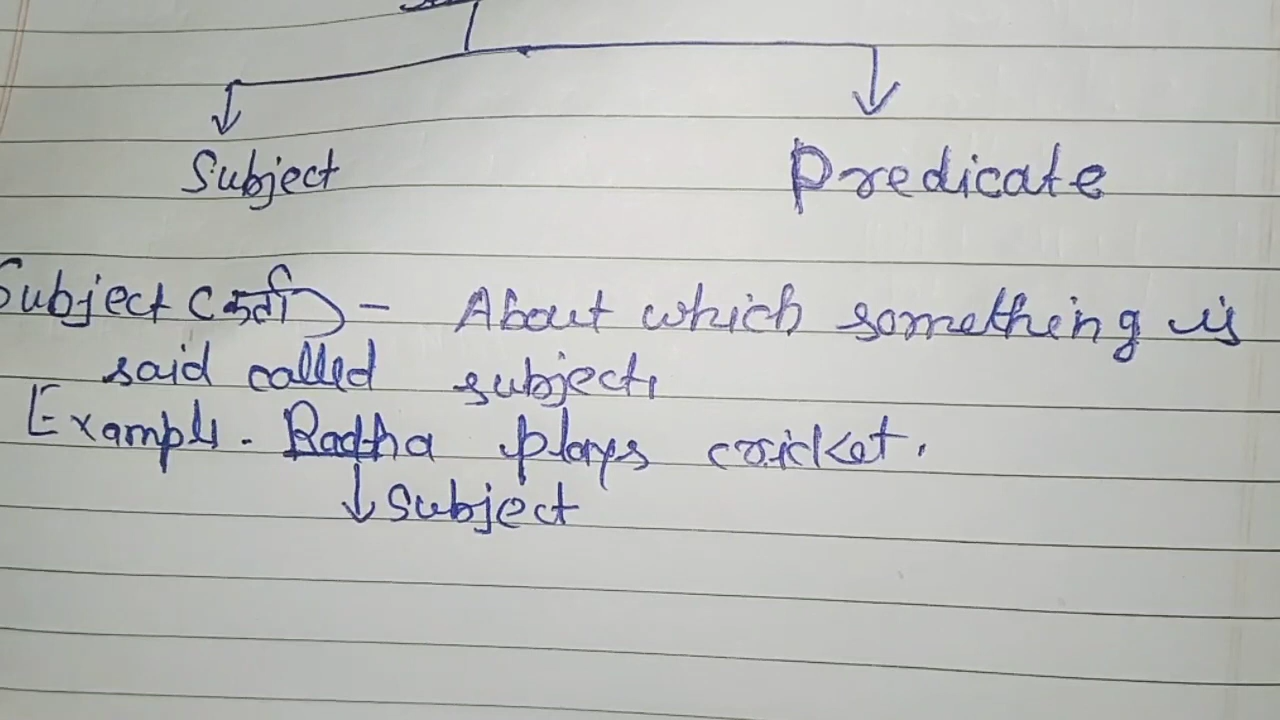 Subject Predicate
Subject (कर्ता) - About which something is
said called subject.
Example. Radha plays cricket.
↓ Subject